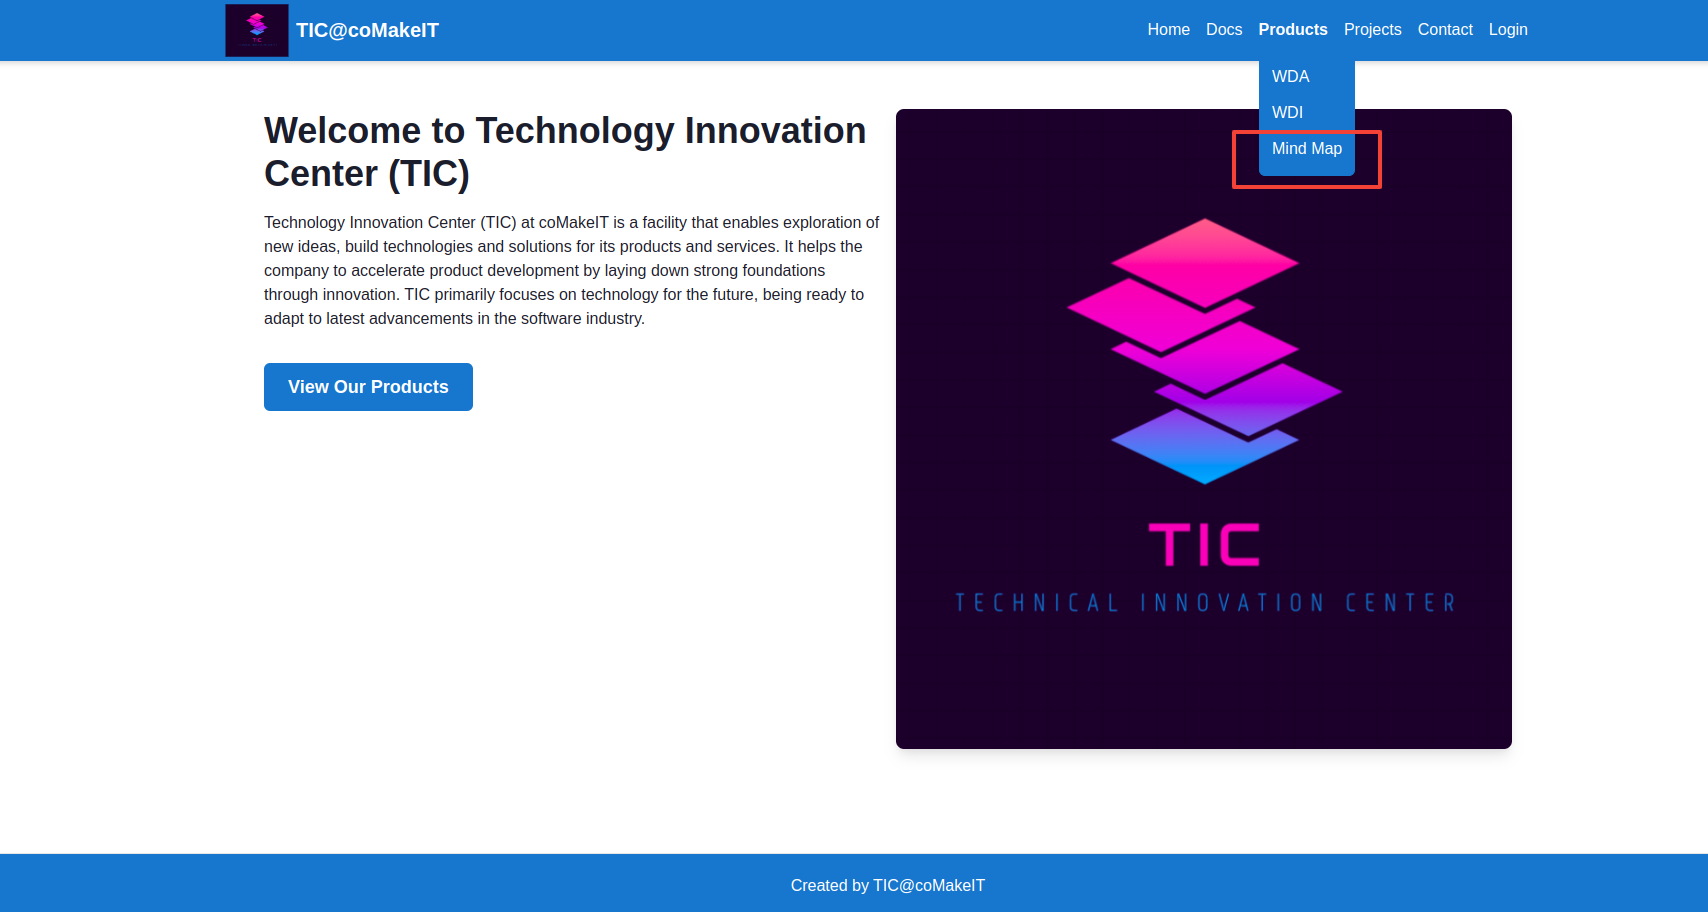 TIC@coMakeIT
Home Docs Products Projects Contact Login
WDA
WDI
Mind Map
Welcome to Technology Innovation
Center (TIC)
Technology Innovation Center (TIC) at coMakeIT is a facility that enables exploration of
new ideas, build technologies and solutions for its products and services. It helps the
company to accelerate product development by laying down strong foundations
through innovation. TIC primarily focuses on technology for the future, being ready to
adapt to latest advancements in the software industry.
View Our Products
TIC
TECHNICAL INNOVATION CENTER
Created by TIC@coMakeIT